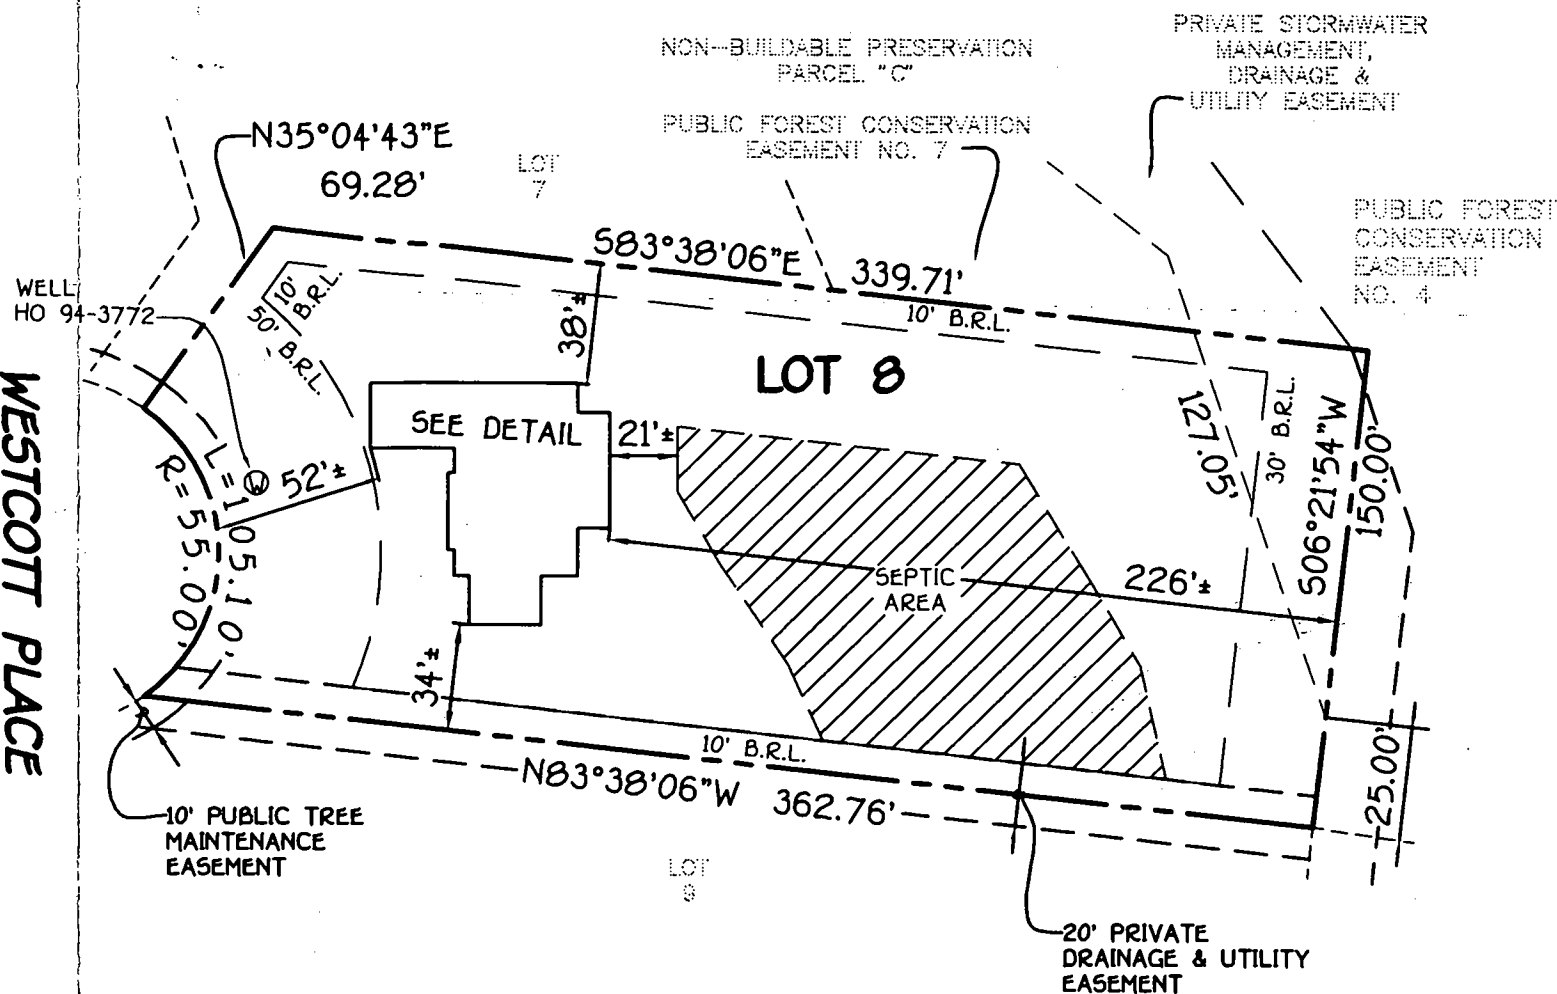 PRIVATE STORMWATER
MANAGEMENT,
DRAINAGE &
UTILITY EASEMENT
NON-BUILDABLE PRESERVATION
PARCEL "C"
PUBLIC FOREST CONSERVATION
EASEMENT NO. 7
N35°04'43"E
69.28'
LOT
7
PUBLIC FOREST
CONSERVATION
EASEMENT
NO. 4
S83°38'06"E 339.71'
10' B.R.L.
WELL
HO 94-3772
10' B.R.L.
50' B.R.L.
38'±
LOT 8
SEE DETAIL
21'±
127.05'
30' B.R.L.
S06°21'54"W
150.00'
W
52'±
L=105.10'
R=55.00'
WESTCOTT PLACE
SEPTIC
AREA
226'±
34'±
10' B.R.L.
N83°38'06"W 362.76'
25.00'
10' PUBLIC TREE
MAINTENANCE
EASEMENT
LOT
9
20' PRIVATE
DRAINAGE & UTILITY
EASEMENT